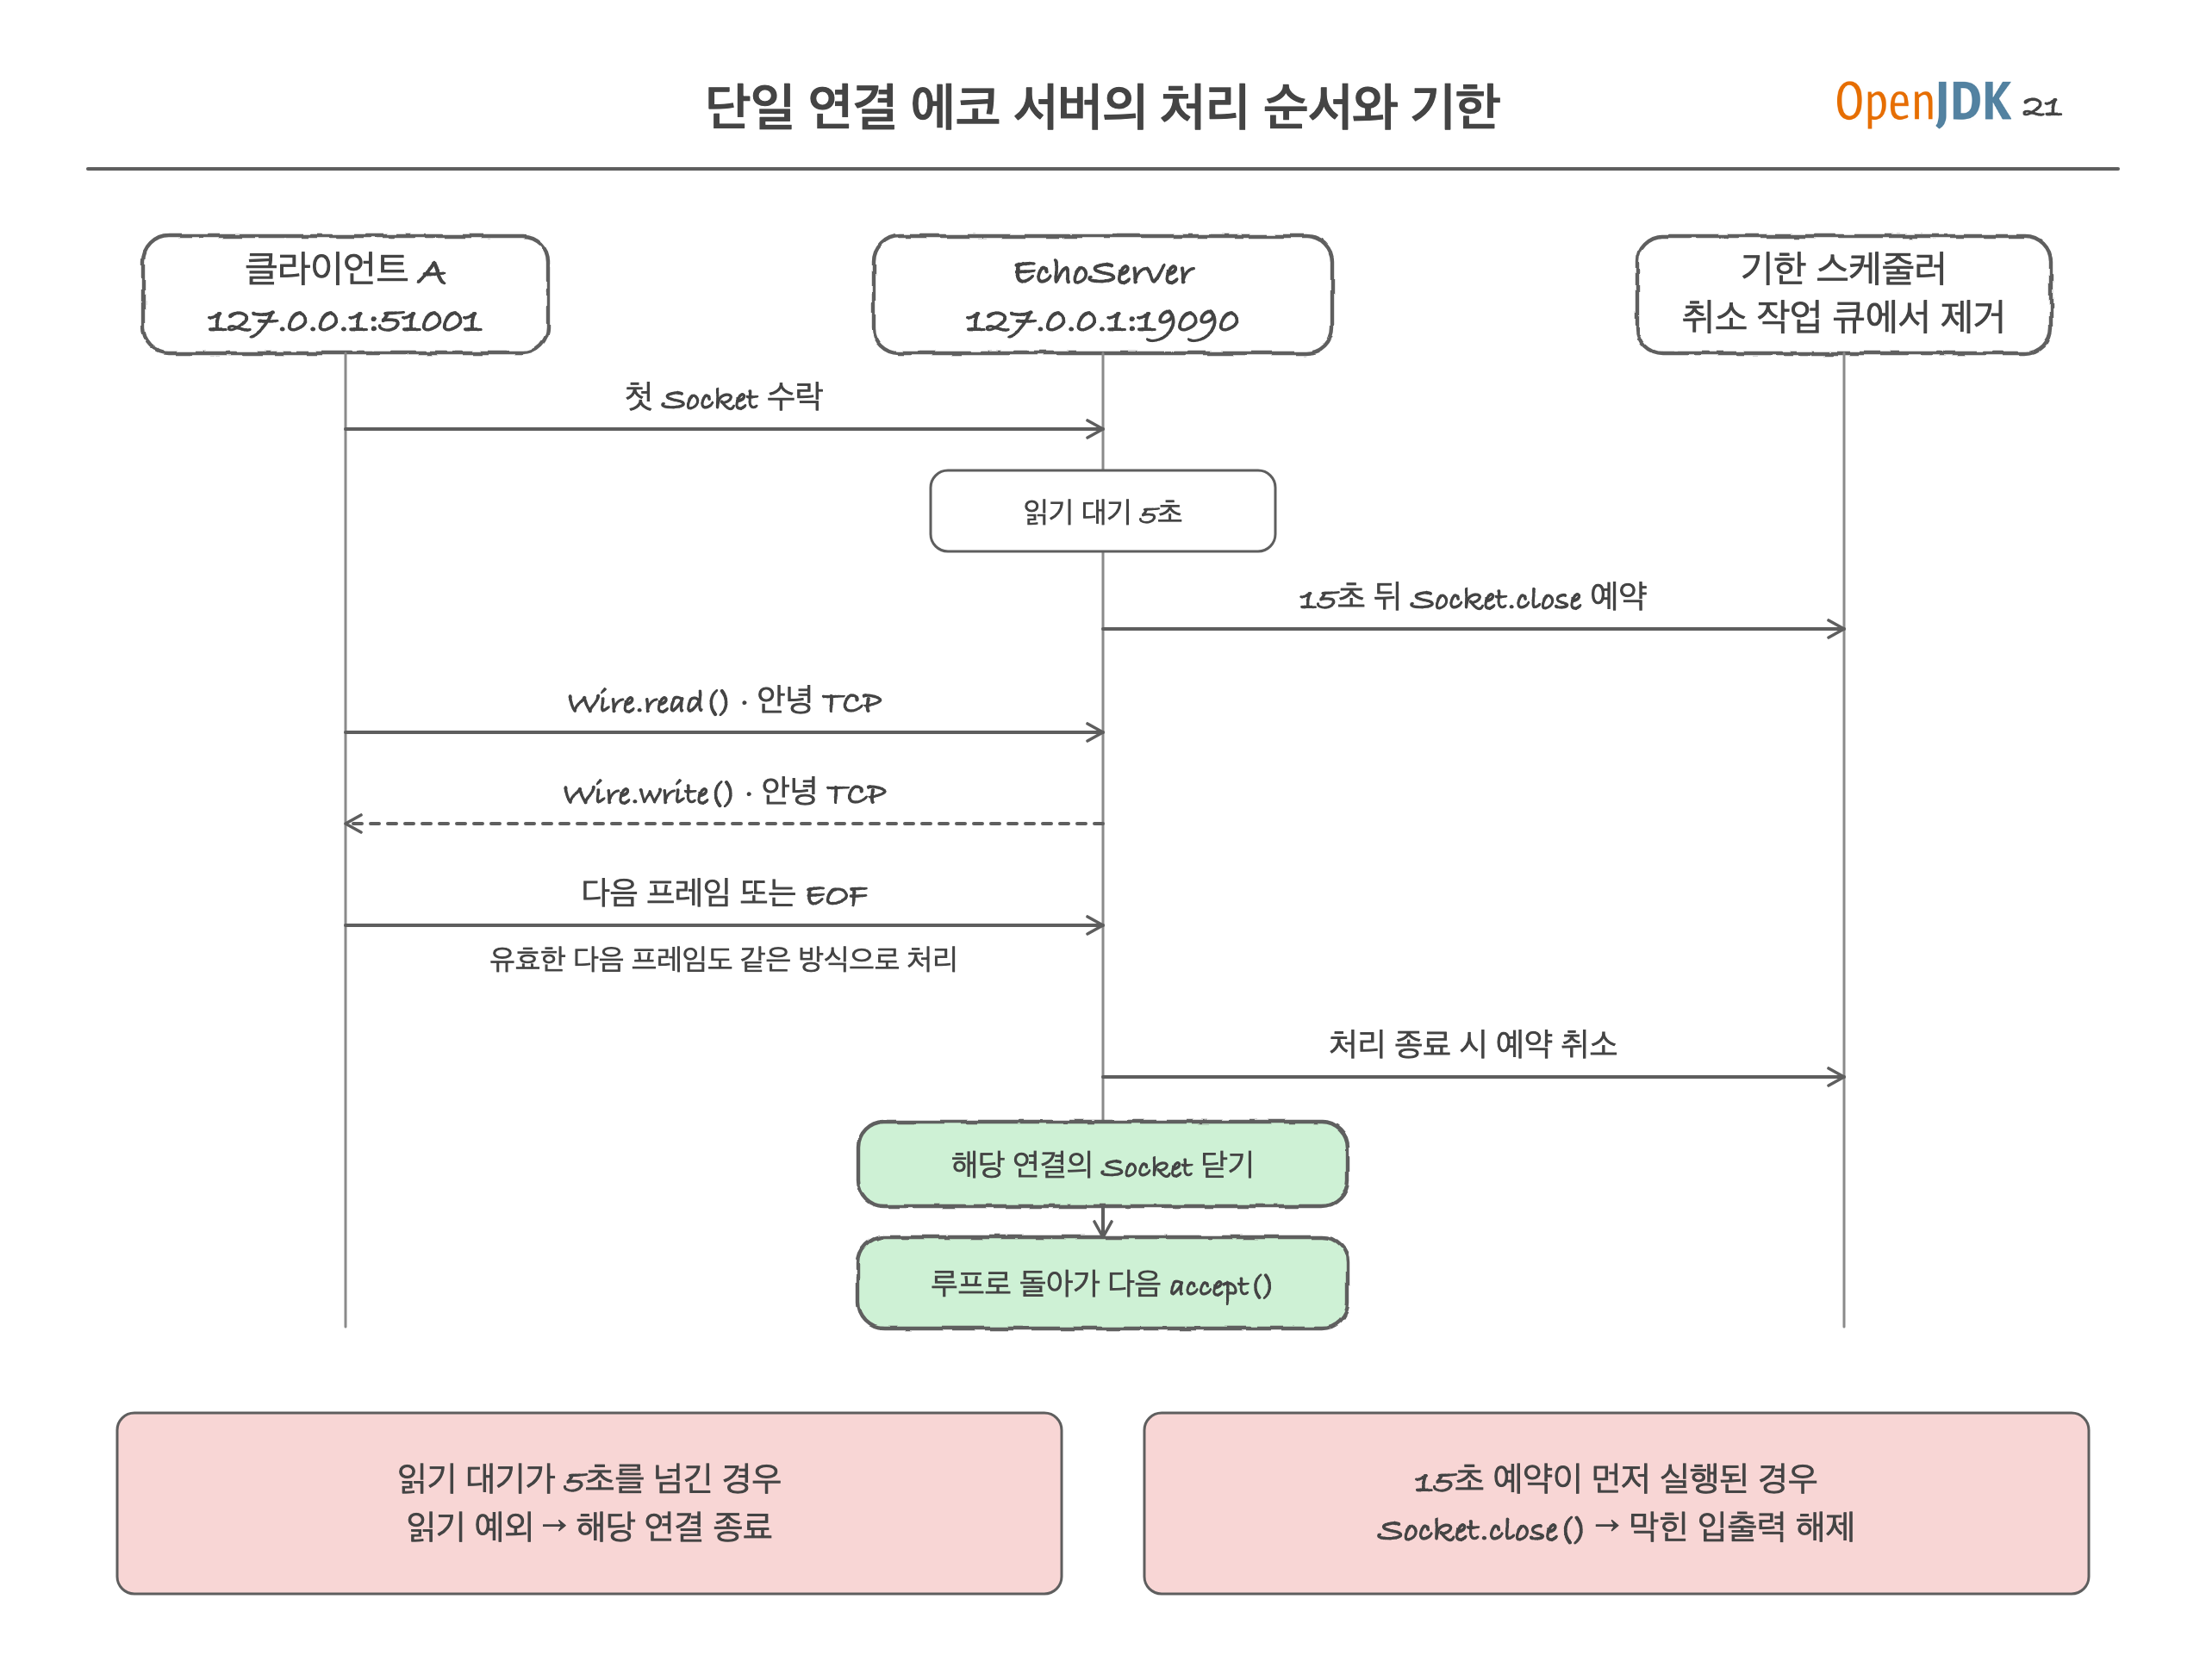 단일 연결 에코 서버의 처리 순서와 기한
OpenJDK 21
클라이언트 A
127.0.0.1:51001
EchoServer
127.0.0.1:19090
기한 스케줄러
취소 작업 큐에서 제거
첫 Socket 수락
읽기 대기 5초
15초 뒤 Socket.close 예약
Wire.read() · 안녕 TCP
Wire.write() · 안녕 TCP
다음 프레임 또는 EOF
유효한 다음 프레임도 같은 방식으로 처리
처리 종료 시 예약 취소
해당 연결의 Socket 닫기
루프로 돌아가 다음 accept()
읽기 대기가 5초를 넘긴 경우
읽기 예외 → 해당 연결 종료
15초 예약이 먼저 실행된 경우
Socket.close() → 막힌 입출력 해제